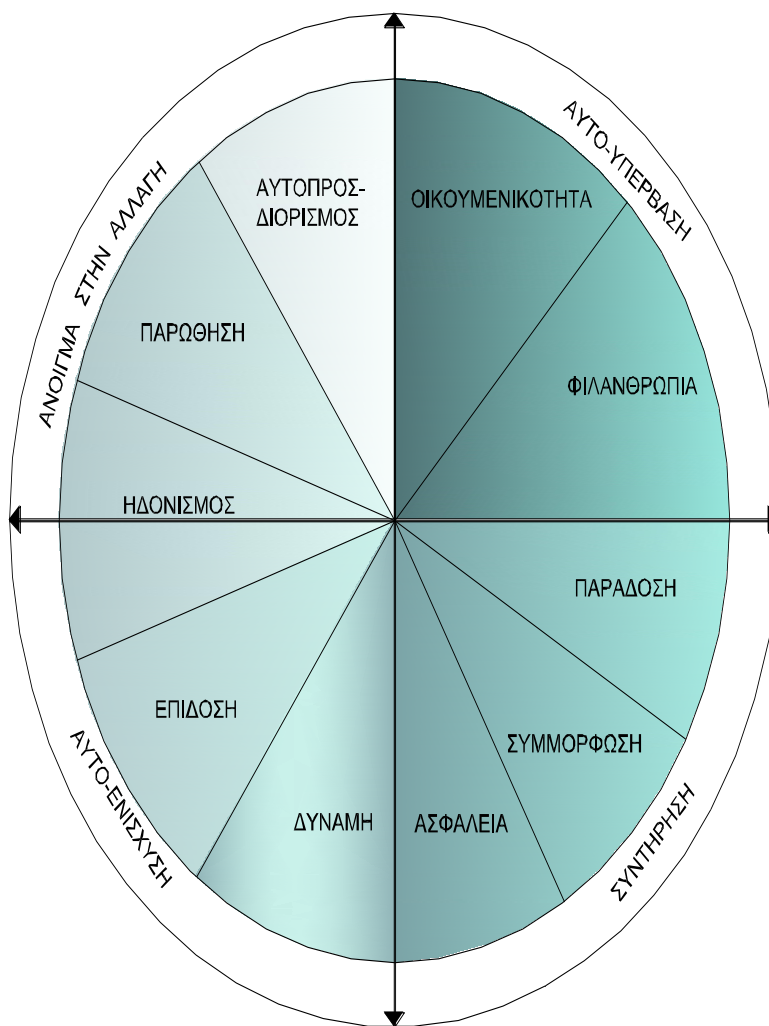 ΑΥΤΟ-ΥΠΕΡΒΑΣΗ
ΑΝΟΙΓΜΑ ΣΤΗΝ ΑΛΛΑΓΗ
ΑΥΤΟΠΡΟΣ-
ΔΙΟΡΙΣΜΟΣ
ΟΙΚΟΥΜΕΝΙΚΟΤΗΤΑ
ΠΑΡΩΘΗΣΗ
ΦΙΛΑΝΘΡΩΠΙΑ
ΗΔΟΝΙΣΜΟΣ
ΠΑΡΑΔΟΣΗ
ΕΠΙΔΟΣΗ
ΣΥΜΜΟΡΦΩΣΗ
ΔΥΝΑΜΗ
ΑΣΦΑΛΕΙΑ
ΑΥΤΟ-ΕΝΙΣΧΥΣΗ
ΣΥΝΤΗΡΗΣΗ